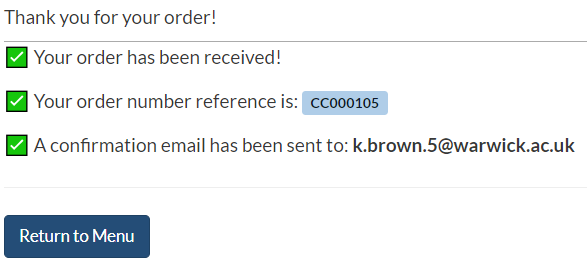 Thank you for your order!
Your order has been received!
Your order number reference is: CC000105
A confirmation email has been sent to: k.brown.5@warwick.ac.uk
Return to Menu